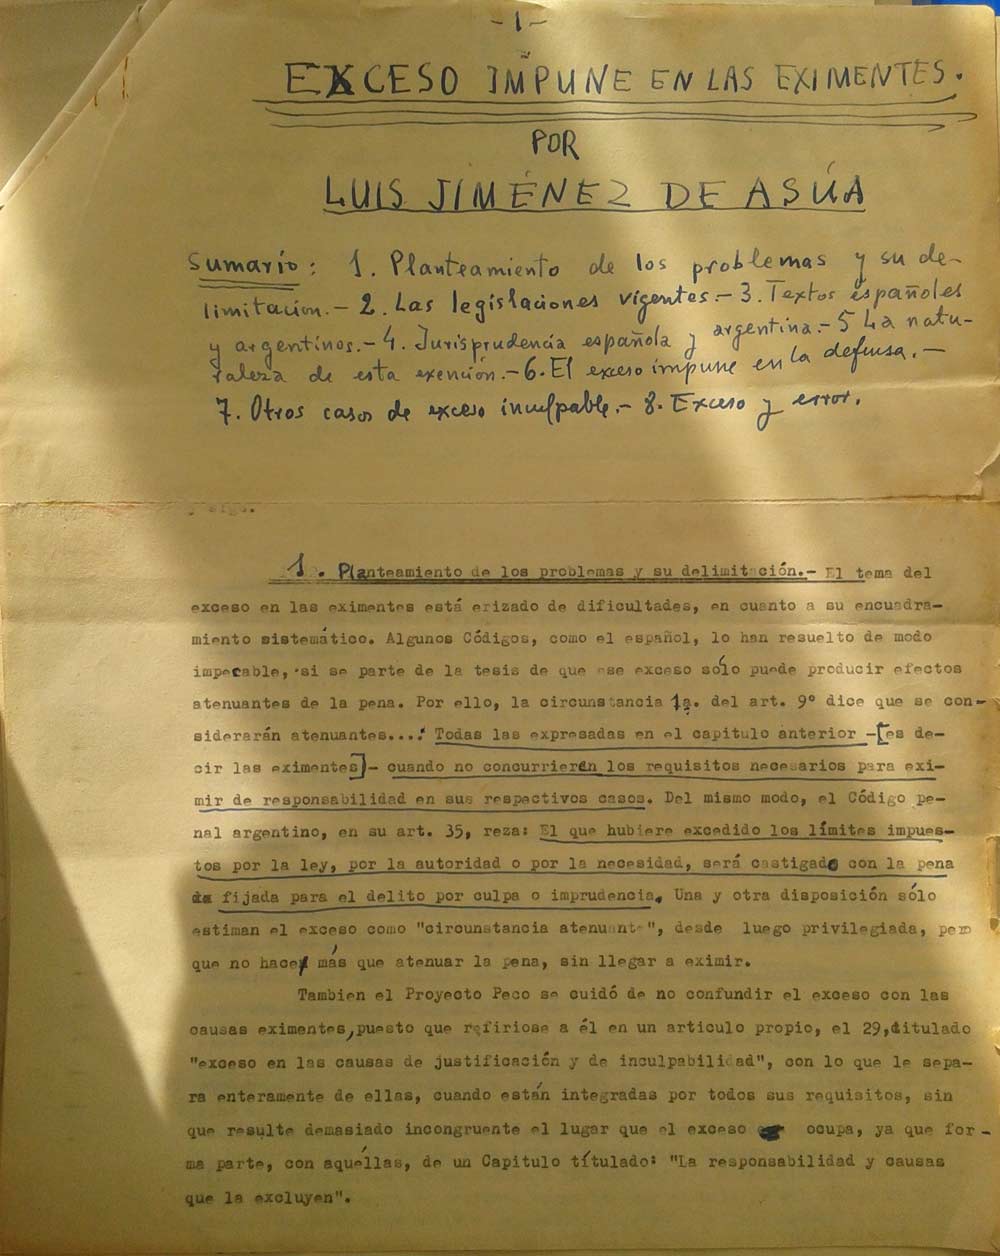 -1-
EXCESO IMPUNE EN LAS EXIMENTES.
POR
LUIS JIMÉNEZ DE ASÚA
Sumario: 1. Planteamiento de los problemas y su de-
limitación.- 2. Las legislaciones vigentes.- 3. Textos españoles
y argentinos.- 4. Jurisprudencia española y argentina.- 5 La natu-
raleza de esta exención.- 6. El exceso impune en la defensa.-
7. Otros casos de exceso inculpable.- 8. Exceso y error.
1. Planteamiento de los problemas y su delimitación.- El tema del
exceso en las eximentes está erizado de dificultades, en cuanto a su encuadra-
miento sistemático. Algunos Códigos, como el español, lo han resuelto de modo
impecable, si se parte de la tesis de que ese exceso sólo puede producir efectos
atenuantes de la pena. Por ello, la circunstancia 1a. del art. 9º dice que se con-
siderarán atenuantes...: Todas las expresadas en el capitulo anterior -[es de-
cir las eximentes]- cuando no concurrieren los requisitos necesarios para exi-
mir de responsabilidad en sus respectivos casos. Del mismo modo, el Código pe-
nal argentino, en su art. 35, reza: El que hubiere excedido los límites impues-
tos por la ley, por la autoridad o por la necesidad, será castigado con la pena
fijada para el delito por culpa o imprudencia. Una y otra disposición sólo
estiman el exceso como "circunstancia atenuante", desde luego privilegiada, pero
que no hace más que atenuar la pena, sin llegar a eximir.
Tambien el Proyecto Peco se cuidó de no confundir el exceso con las
causas eximentes, puesto que refiriose a él en un articulo propio, el 29, titulado
"exceso en las causas de justificación y de inculpabilidad", con lo que le sepa-
ra enteramente de ellas, cuando están integradas por todos sus requisitos, sin
que resulte demasiado incongruente el lugar que el exceso ocupa, ya que for-
ma parte, con aquéllas, de un Capitulo títulado: "La responsabilidad y causas
que la excluyen".